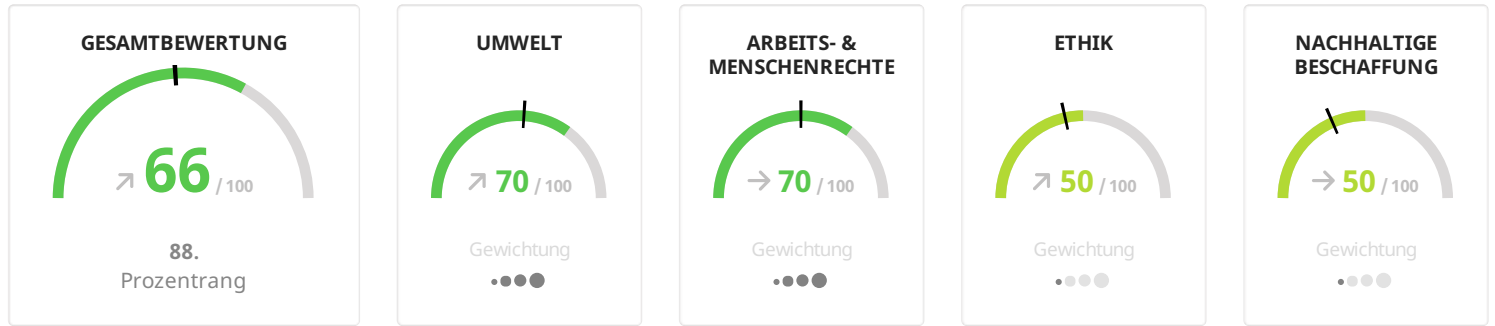 GESAMTBEWERTUNG
66 / 100
88.
Prozentrang
UMWELT
70 / 100
Gewichtung
ARBEITS- &
MENSCHENRECHTE
70 / 100
Gewichtung
ETHIK
50 / 100
Gewichtung
NACHHALTIGE
BESCHAFFUNG
50 / 100
Gewichtung